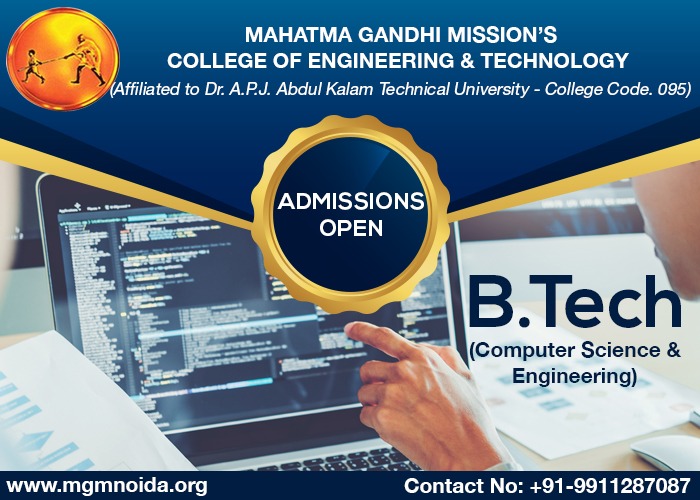 MAHATMA GANDHI MISSION'S
COLLEGE OF ENGINEERING & TECHNOLOGY
(Affiliated to Dr. A.P.J. Abdul Kalam Technical University - College Code. 095)
ADMISSIONS
OPEN
B.Tech
(Computer Science &
Engineering)
www.mgmnoida.org
Contact No: +91-9911287087